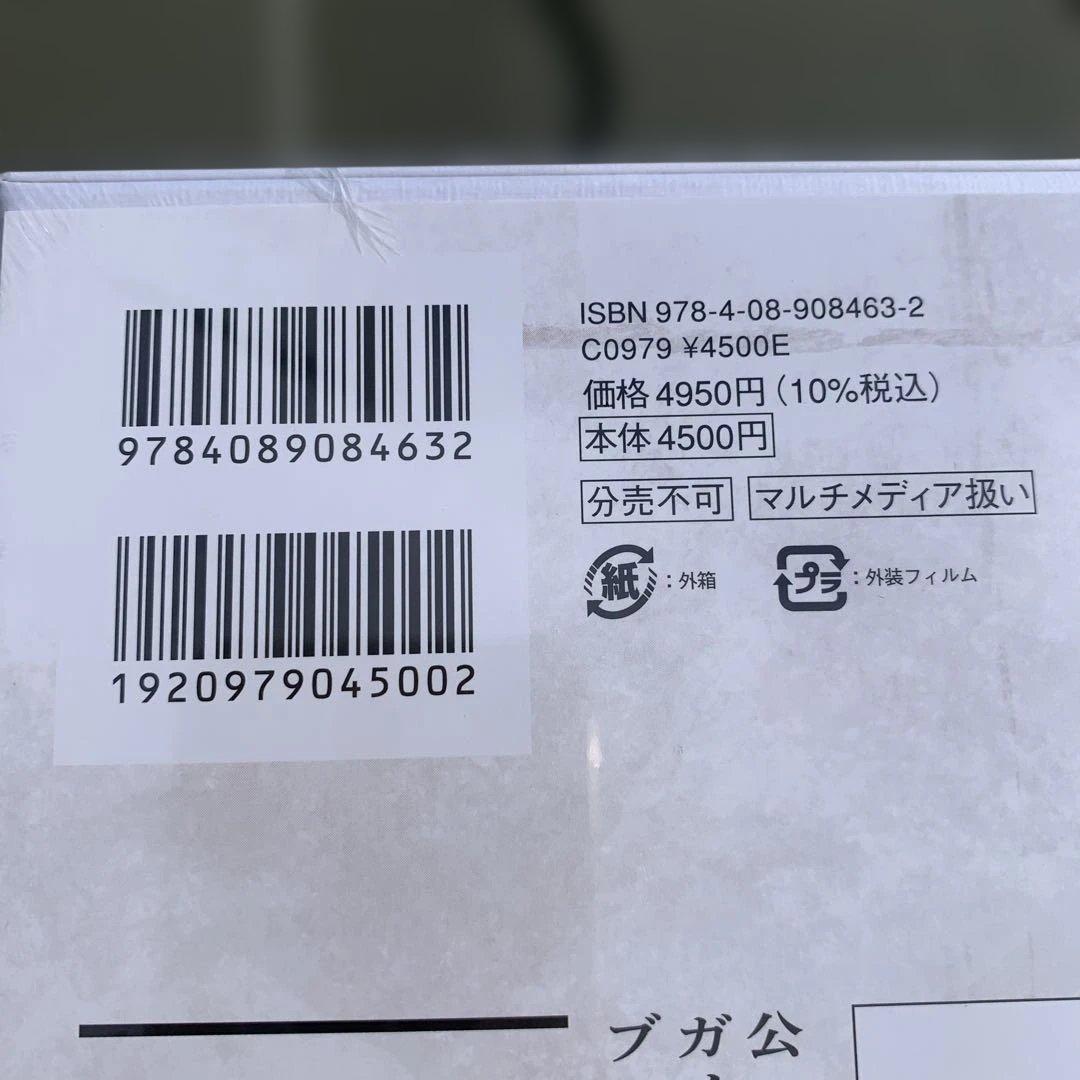 9784089084632
1920979045002
ISBN 978-4-08-908463-2
C0979 ¥4500E
価格 4950円(10%税込)
本体 4500円
分売不可 マルチメディア扱い
紙:外箱 プラ:外装フィルム
公
ガ
ブ